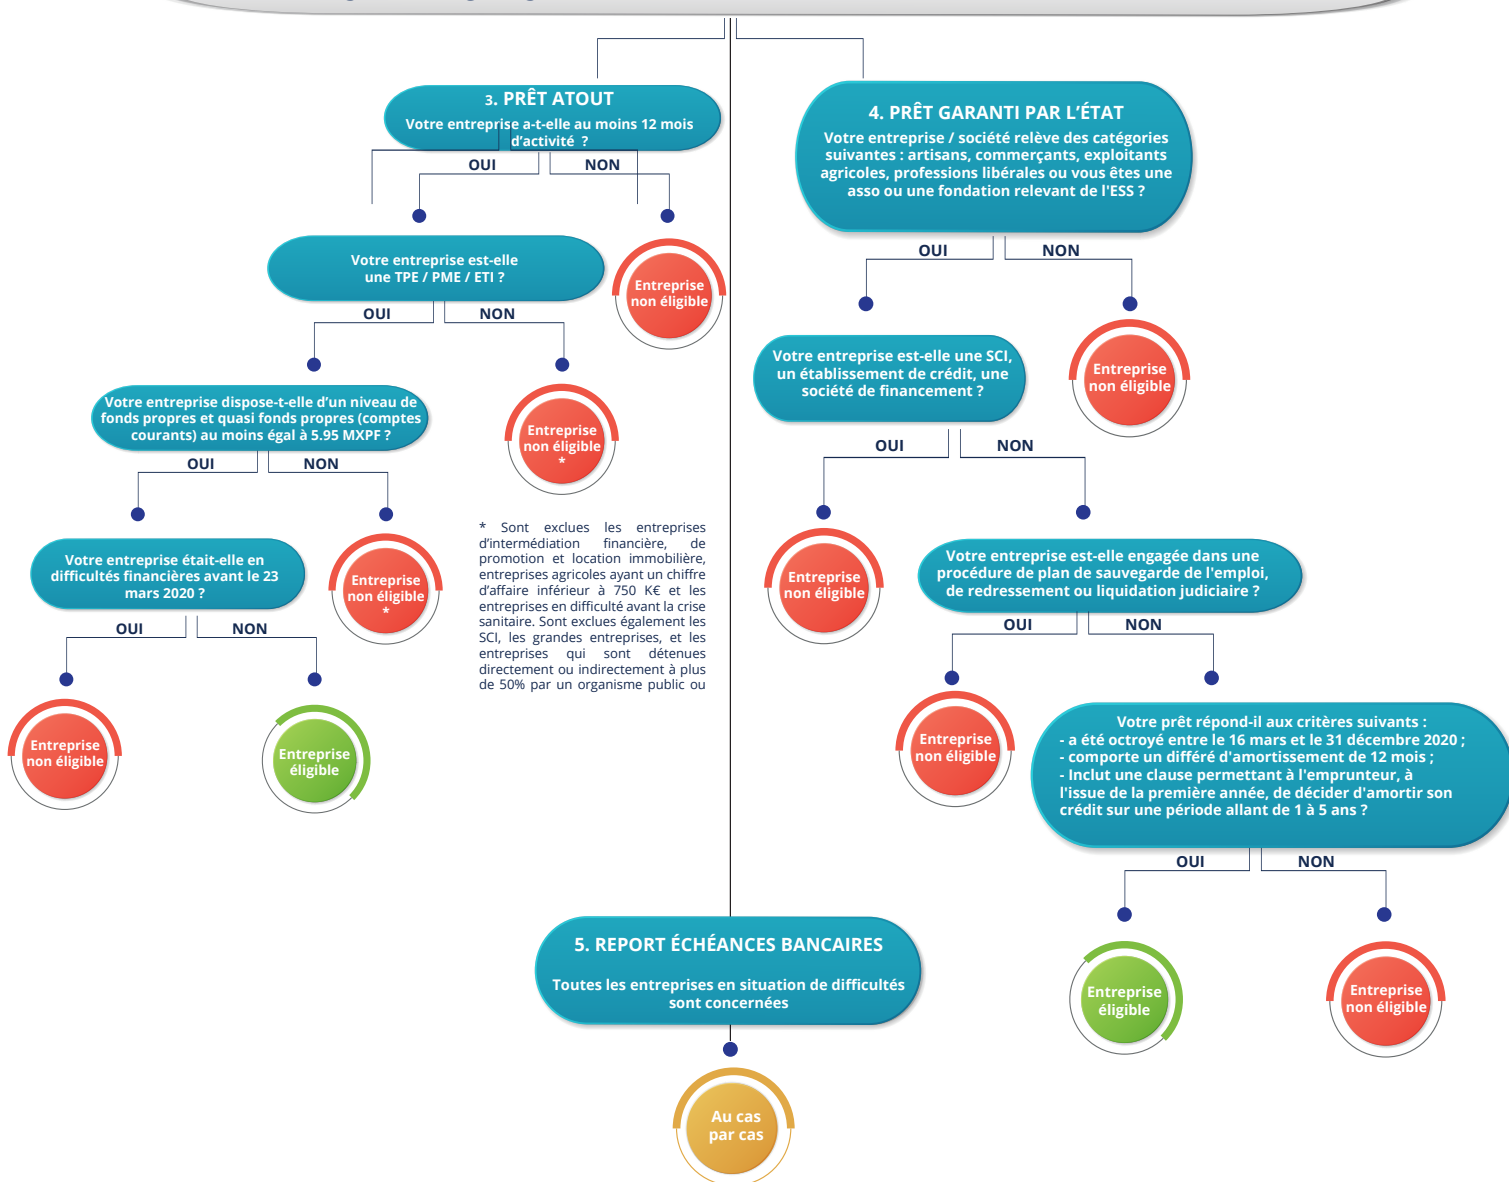 3. PRÊT ATOUT
Votre entreprise a-t-elle au moins 12 mois
d’activité ?
OUI
NON
Votre entreprise est-elle
une TPE / PME / ETI ?
Entreprise
non éligible
OUI
NON
Votre entreprise dispose-t-elle d’un niveau de
fonds propres et quasi fonds propres (comptes
courants) au moins égal à 5.95 MXPF ?
Entreprise
non éligible
*
OUI
NON
Votre entreprise était-elle en
difficultés financières avant le 23
mars 2020 ?
Entreprise
non éligible
*
* Sont exclues les entreprises
d’intermédiation financière, de
promotion et location immobilière,
entreprises agricoles ayant un chiffre
d’affaire inférieur à 750 K€ et les
entreprises en difficulté avant la crise
sanitaire. Sont exclues également les
SCI, les grandes entreprises, et les
entreprises qui sont détenues
directement ou indirectement à plus
de 50% par un organisme public ou
OUI
NON
Entreprise
non éligible
Entreprise
éligible
4. PRÊT GARANTI PAR L’ÉTAT
Votre entreprise / société relève des catégories
suivantes : artisans, commerçants, exploitants
agricoles, professions libérales ou vous êtes une
asso ou une fondation relevant de l'ESS ?
OUI
NON
Votre entreprise est-elle une SCI,
un établissement de crédit, une
société de financement ?
Entreprise
non éligible
OUI
NON
Entreprise
non éligible
Votre entreprise est-elle engagée dans une
procédure de plan de sauvegarde de l'emploi,
de redressement ou liquidation judiciaire ?
OUI
NON
Entreprise
non éligible
Votre prêt répond-il aux critères suivants :
- a été octroyé entre le 16 mars et le 31 décembre 2020 ;
- comporte un différé d'amortissement de 12 mois ;
- Inclut une clause permettant à l'emprunteur, à
l'issue de la première année, de décider d'amortir son
crédit sur une période allant de 1 à 5 ans ?
OUI
NON
Entreprise
éligible
Entreprise
non éligible
5. REPORT ÉCHÉANCES BANCAIRES
Toutes les entreprises en situation de difficultés
sont concernées
Au cas
par cas